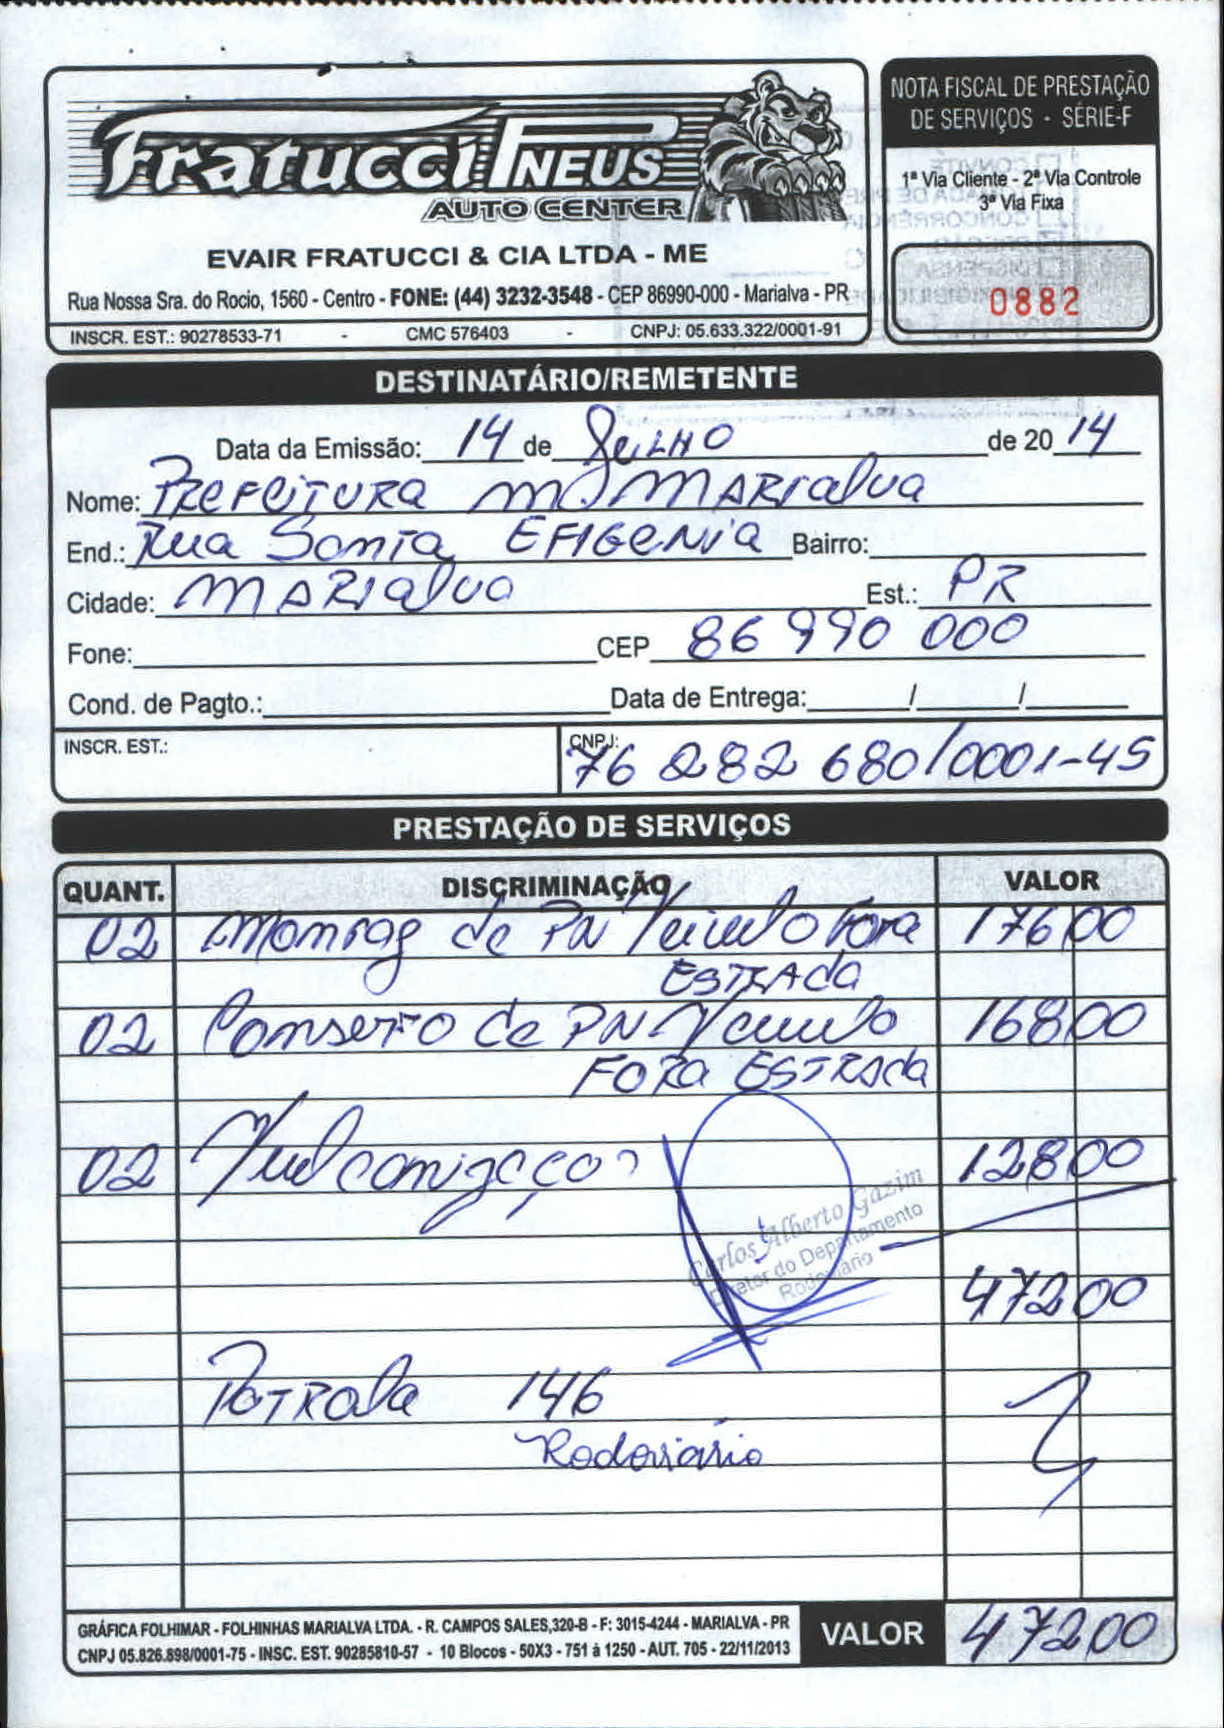 Fratucci PNEUS
AUTO CENTER
EVAIR FRATUCCI & CIA LTDA - ME
Rua Nossa Sra. do Rocio, 1560 - Centro - FONE: (44) 3232-3548 - CEP 86990-000 - Marialva - PR
INSCR. EST.: 90278533-71 - CMC 576403 - CNPJ: 05.633.322/0001-91
NOTA FISCAL DE PRESTAÇÃO
DE SERVIÇOS - SÉRIE-F
1ª Via Cliente - 2ª Via Controle
3ª Via Fixa
0882
DESTINATÁRIO/REMETENTE
Data da Emissão: 14 de JULHO de 20 14
Nome: PREFEITURA M MARIALVA
End.: Rua Santa EFIGENIA Bairro:
Cidade: MARIALVA Est.: PR
Fone: CEP 86 990 000
Cond. de Pagto.: Data de Entrega: / /
INSCR. EST.: CNPJ: 76 282 680/0001-45
PRESTAÇÃO DE SERVIÇOS
QUANT. DISCRIMINAÇÃO VALOR
02 Montag de PN Veiculo Fora 176 00
ESTRADA
02 Conserto de PN Veiculo 168 00
FORA ESTRADA
02 Vulcanização 128 00
Carlos Alberto Gazim
Diretor do Departamento
Rodoviário
472 00
PATROLA 146
Rodoviário
GRÁFICA FOLHIMAR - FOLHINHAS MARIALVA LTDA. - R. CAMPOS SALES, 320-B - F: 3015-4244 - MARIALVA - PR
CNPJ 05.826.898/0001-75 - INSC. EST. 90285810-57 - 10 Blocos - 50X3 - 751 à 1250 - AUT. 705 - 22/11/2013
VALOR 472 00